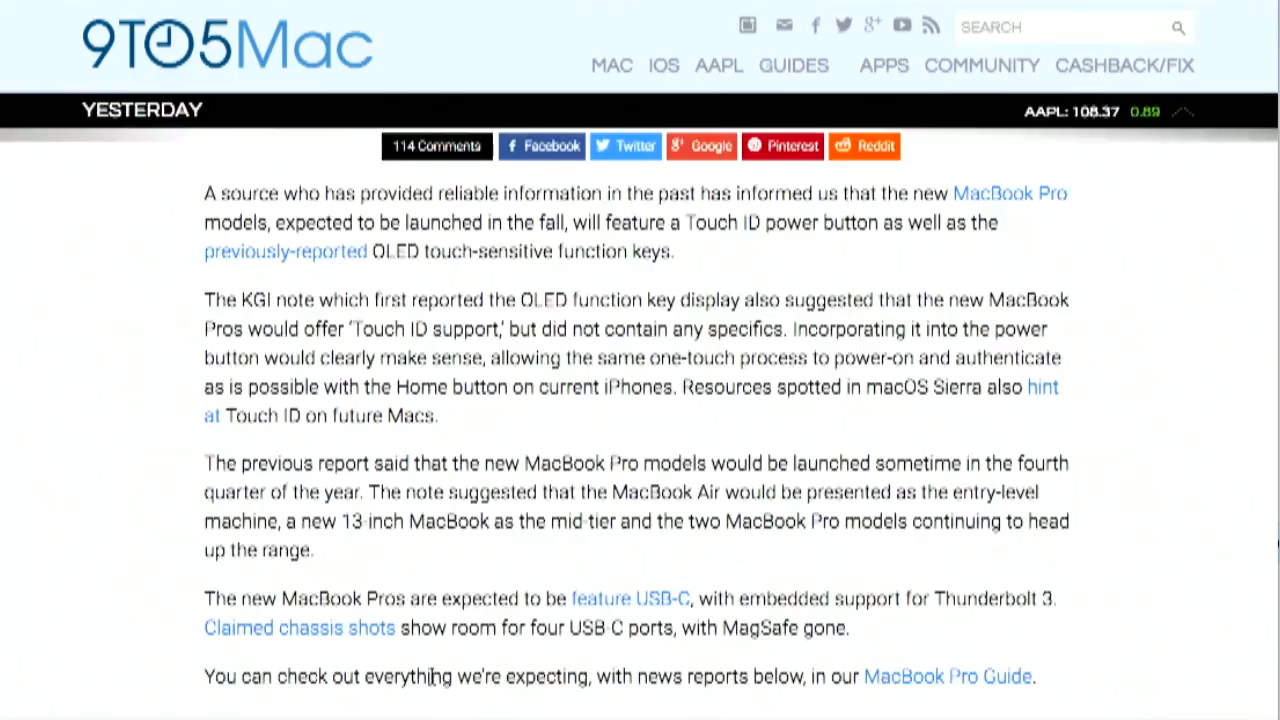 9TO5Mac
SEARCH
MAC IOS AAPL GUIDES APPS COMMUNITY CASHBACK/FIX
YESTERDAY
AAPL: 108.37 0.89
114 Comments Facebook Twitter Google Pinterest Reddit
A source who has provided reliable information in the past has informed us that the new MacBook Pro
models, expected to be launched in the fall, will feature a Touch ID power button as well as the
previously-reported OLED touch-sensitive function keys.
The KGI note which first reported the OLED function key display also suggested that the new MacBook
Pros would offer 'Touch ID support,' but did not contain any specifics. Incorporating it into the power
button would clearly make sense, allowing the same one-touch process to power-on and authenticate
as is possible with the Home button on current iPhones. Resources spotted in macOS Sierra also hint
at Touch ID on future Macs.
The previous report said that the new MacBook Pro models would be launched sometime in the fourth
quarter of the year. The note suggested that the MacBook Air would be presented as the entry-level
machine, a new 13-inch MacBook as the mid-tier and the two MacBook Pro models continuing to head
up the range.
The new MacBook Pros are expected to be feature USB-C, with embedded support for Thunderbolt 3.
Claimed chassis shots show room for four USB-C ports, with MagSafe gone.
You can check out everything we're expecting, with news reports below, in our MacBook Pro Guide.